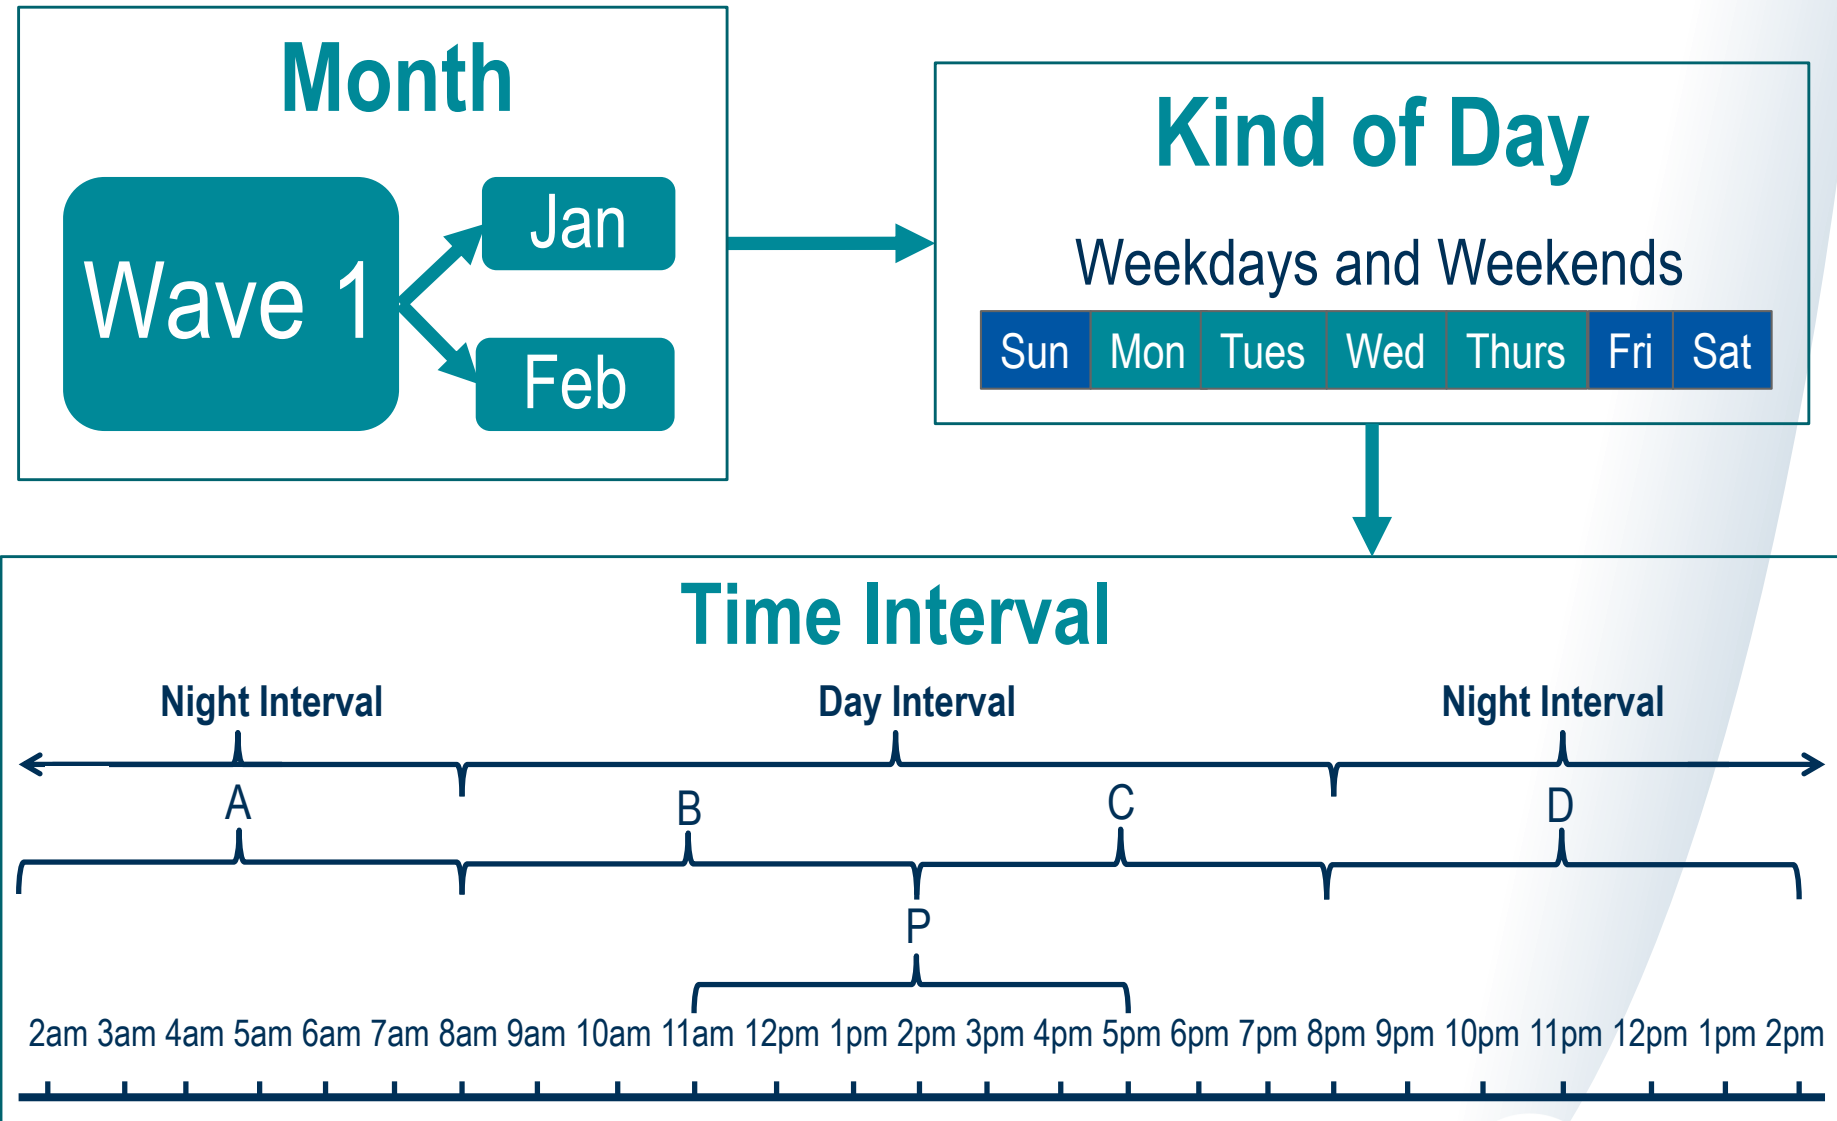 Month
Wave 1
Jan
Feb
Kind of Day
Weekdays and Weekends
Sun Mon Tues Wed Thurs Fri Sat
Time Interval
Night Interval Day Interval Night Interval
A B C D
P
2am 3am 4am 5am 6am 7am 8am 9am 10am 11am 12pm 1pm 2pm 3pm 4pm 5pm 6pm 7pm 8pm 9pm 10pm 11pm 12pm 1pm 2pm